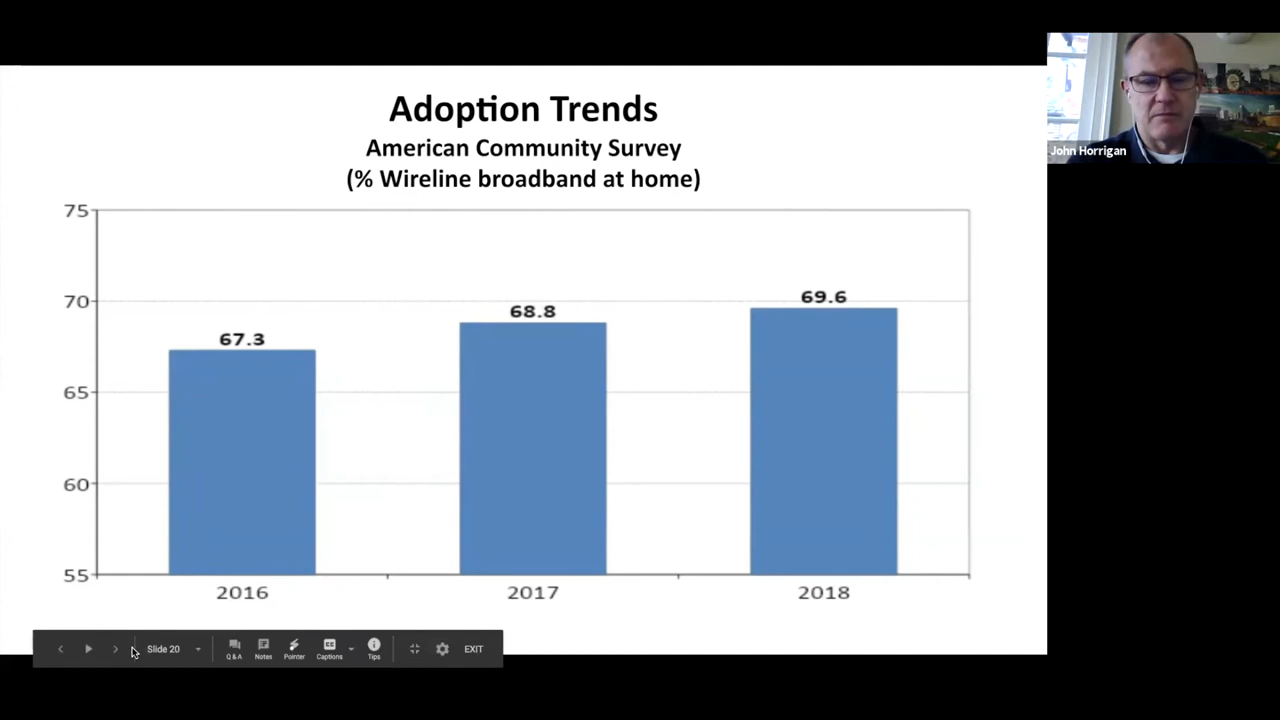 Adoption Trends
American Community Survey
(% Wireline broadband at home)
75
70
65
60
55
67.3
68.8
69.6
2016
2017
2018
John Horrigan
Slide 20
Q & A
Notes
Pointer
CC
Captions
Tips
EXIT